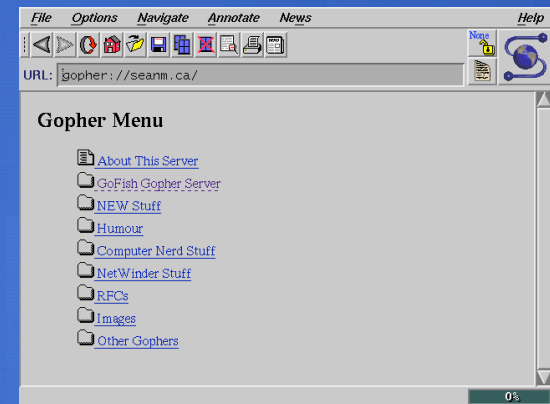 File Options Navigate Annotate News Help
None
URL: gopher://seanm.ca/
Gopher Menu
About This Server
GoFish Gopher Server
NEW Stuff
Humour
Computer Nerd Stuff
NetWinder Stuff
RFCs
Images
Other Gophers
0%